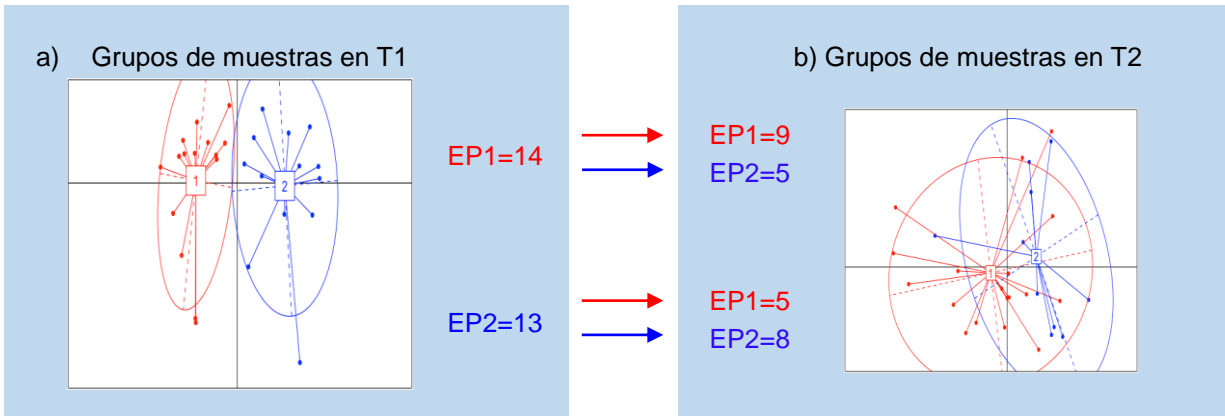 a) Grupos de muestras en T1
1
2
EP1=14
EP2=13
b) Grupos de muestras en T2
EP1=9
EP2=5
EP1=5
EP2=8
1
2